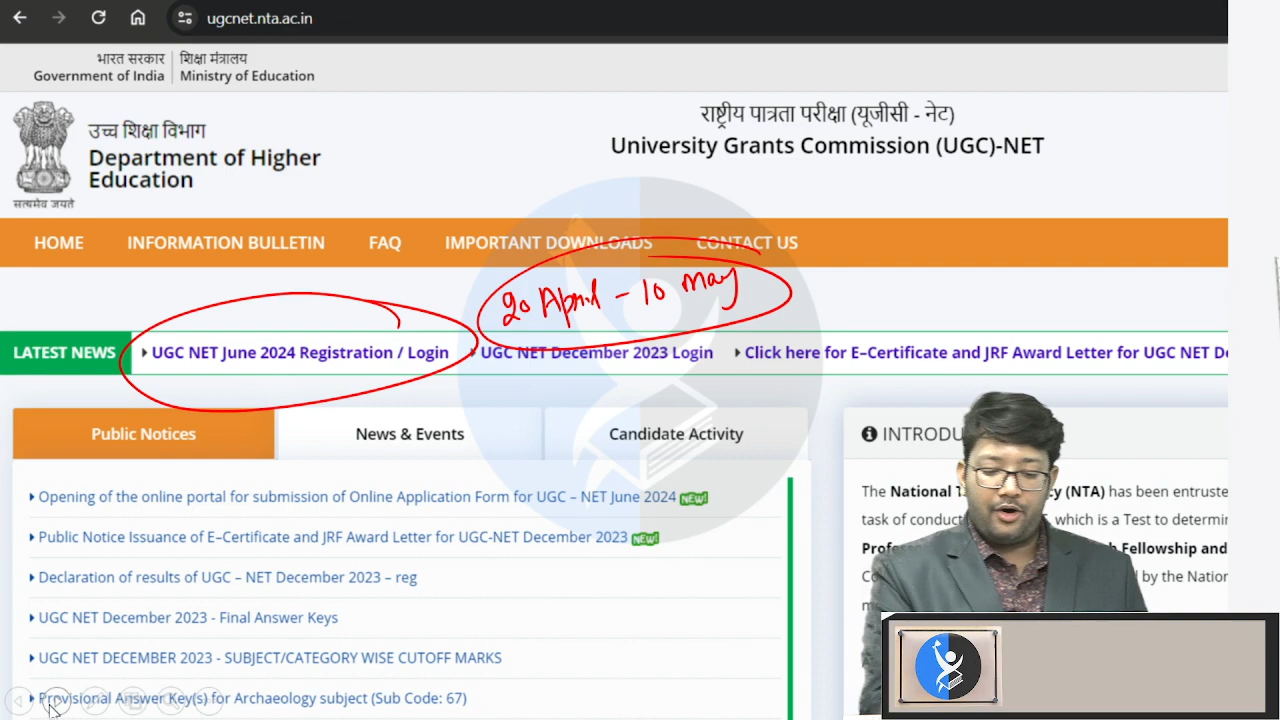 ugcnet.nta.ac.in
भारत सरकार | शिक्षा मंत्रालय
Government of India | Ministry of Education
राष्ट्रीय पात्रता परीक्षा (यूजीसी - नेट)
उच्च शिक्षा विभाग
University Grants Commission (UGC)-NET
Department of Higher
Education
सत्यमेव जयते
HOME INFORMATION BULLETIN FAQ IMPORTANT DOWNLOADS CONTACT US
20 April - 10 May
LATEST NEWS UGC NET June 2024 Registration / Login UGC NET December 2023 Login Click here for E-Certificate and JRF Award Letter for UGC NET
Public Notices News & Events Candidate Activity
Opening of the online portal for submission of Online Application Form for UGC – NET June 2024 NEW!
The National (NTA) has been
Public Notice Issuance of E–Certificate and JRF Award Letter for UGC-NET December 2023 NEW!
task of which is a Test to
Fellowship and
Declaration of results of UGC – NET December 2023 – reg
by the
UGC NET December 2023 - Final Answer Keys
UGC NET DECEMBER 2023 - SUBJECT/CATEGORY WISE CUTOFF MARKS
Provisional Answer Key(s) for Archaeology subject (Sub Code: 67)